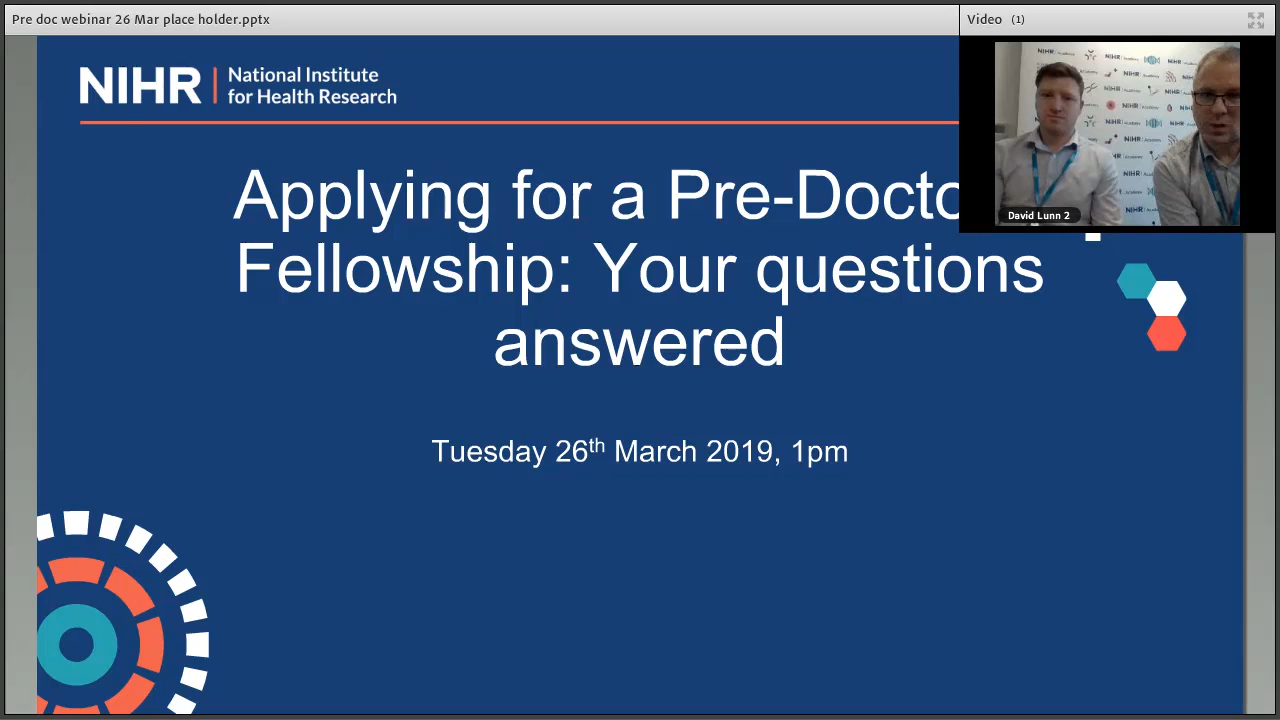 Pre doc webinar 26 Mar place holder.pptx
Video (1)
NIHR | National Institute
for Health Research
David Lunn 2
Applying for a Pre-Docto
Fellowship: Your questions
answered
Tuesday 26th March 2019, 1pm